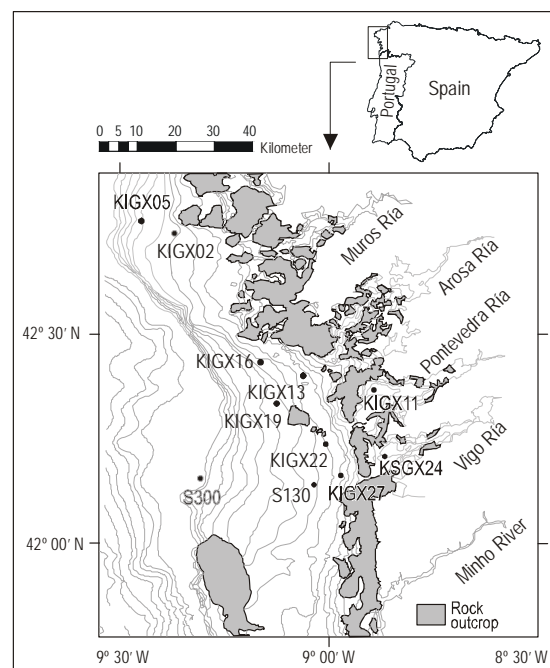 Portugal
Spain
0 5 10 20 30 40
Kilometer
KIGX05
KIGX02
Muros Ría
Arosa Ría
42° 30' N
Pontevedra Ría
KIGX16
KIGX13
KIGX11
KIGX19
Vigo Ría
KIGX22
KSGX24
S300
S130
KIGX27
42° 00' N
Minho River
Rock
outcrop
9° 30' W
9° 00' W
8° 30' W